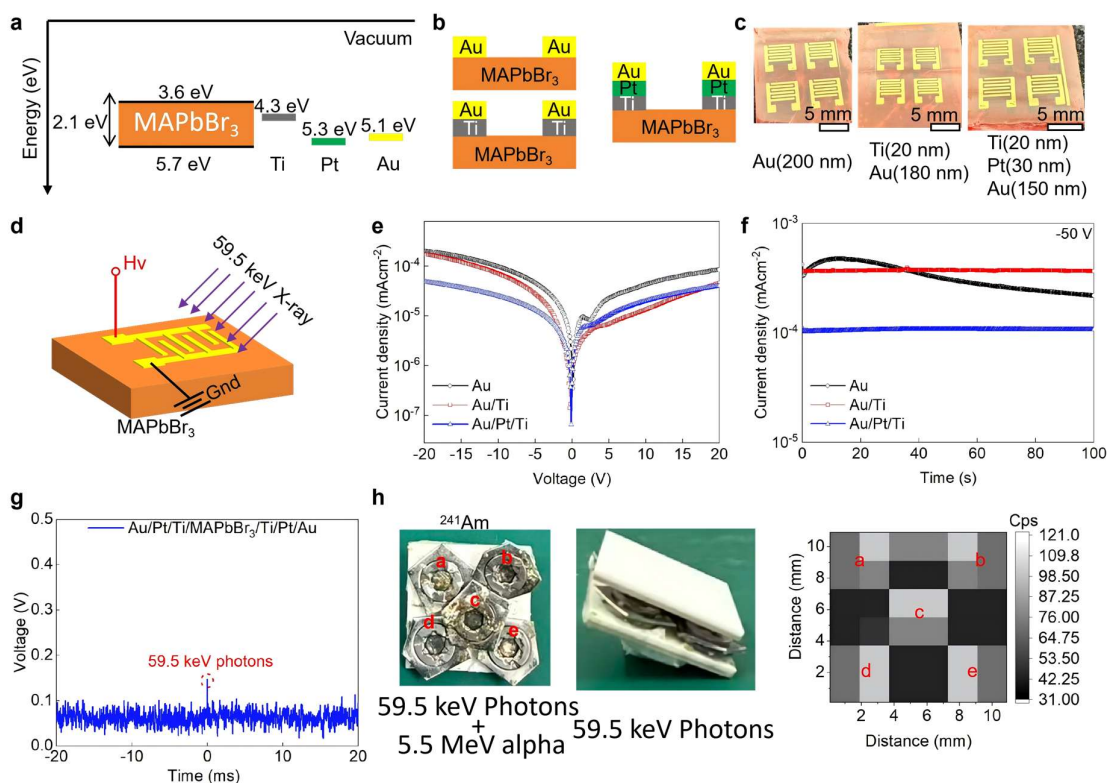 a
Vacuum
Energy (eV)
3.6 eV
2.1 eV
MAPbBr₃
5.7 eV
4.3 eV
Ti
5.3 eV
Pt
5.1 eV
Au
b
Au
Au
MAPbBr₃
Au
Au
Ti
Ti
MAPbBr₃
Au
Au
Pt
Pt
Ti
Ti
MAPbBr₃
c
5 mm
5 mm
5 mm
Au(200 nm)
Ti(20 nm)
Au(180 nm)
Ti(20 nm)
Pt(30 nm)
Au(150 nm)
d
Hv
59.5 keV X-ray
Gnd
MAPbBr₃
e
Current density (mAcm⁻²)
10⁻⁴
10⁻⁵
10⁻⁶
10⁻⁷
Au
Au/Ti
Au/Pt/Ti
-20 -15 -10 -5 0 5 10 15 20
Voltage (V)
f
-50 V
Current density (mAcm⁻²)
10⁻³
10⁻⁴
10⁻⁵
Au
Au/Ti
Au/Pt/Ti
0 20 40 60 80 100
Time (s)
g
Au/Pt/Ti/MAPbBr₃/Ti/Pt/Au
Voltage (V)
0.5
0.4
0.3
0.2
0.1
0.0
59.5 keV photons
-20 -10 0 10 20
Time (ms)
h
²⁴¹Am
a
b
c
d
e
59.5 keV Photons
+
5.5 MeV alpha
59.5 keV Photons
Cps
121.0
109.8
98.50
87.25
76.00
64.75
53.50
42.25
31.00
Distance (mm)
10
8
6
4
2
a
b
c
d
e
2 4 6 8 10
Distance (mm)